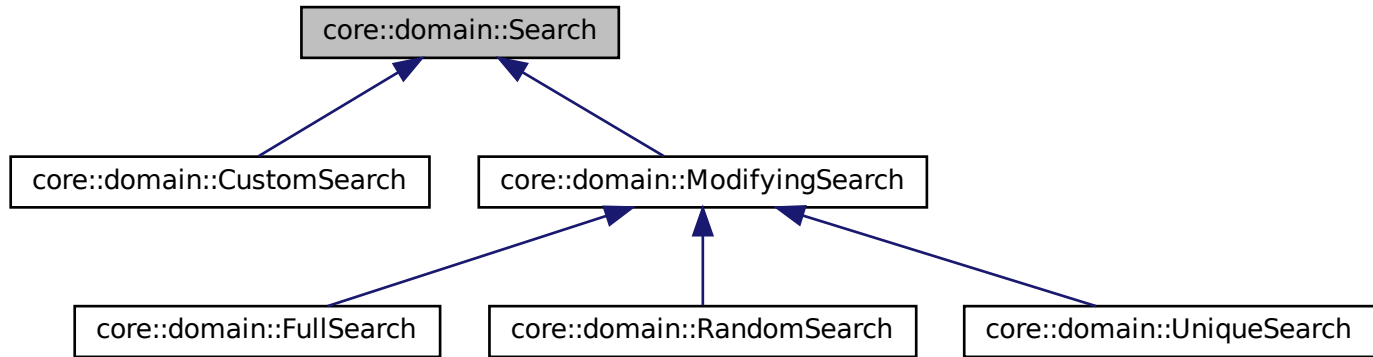 core::domain::Search
core::domain::CustomSearch
core::domain::ModifyingSearch
core::domain::FullSearch
core::domain::RandomSearch
core::domain::UniqueSearch